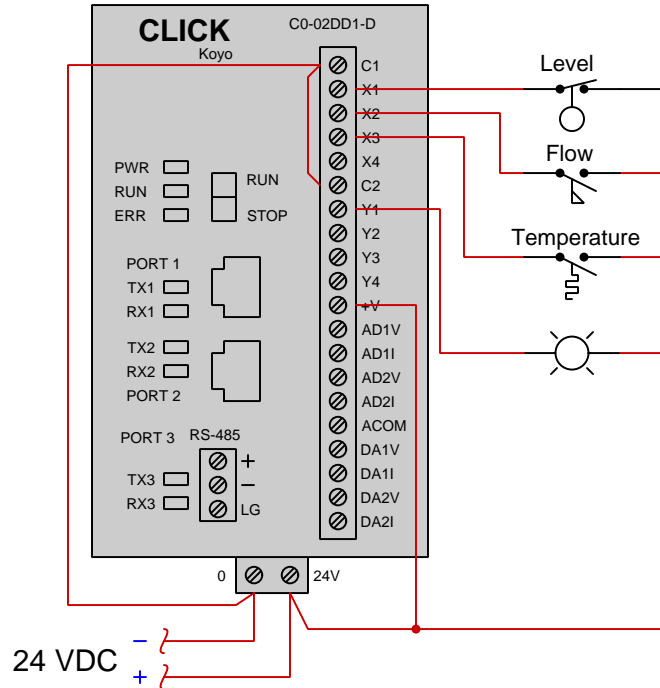 CLICK
Koyo
C0-02DD1-D
C1
X1
X2
X3
X4
C2
Y1
Y2
Y3
Y4
+V
AD1V
AD1I
AD2V
AD2I
ACOM
DA1V
DA1I
DA2V
DA2I
PWR
RUN
ERR
RUN
STOP
PORT 1
TX1
RX1
TX2
RX2
PORT 2
PORT 3
RS-485
TX3
RX3
+
−
LG
0
24V
24 VDC
−
+
Level
Flow
Temperature